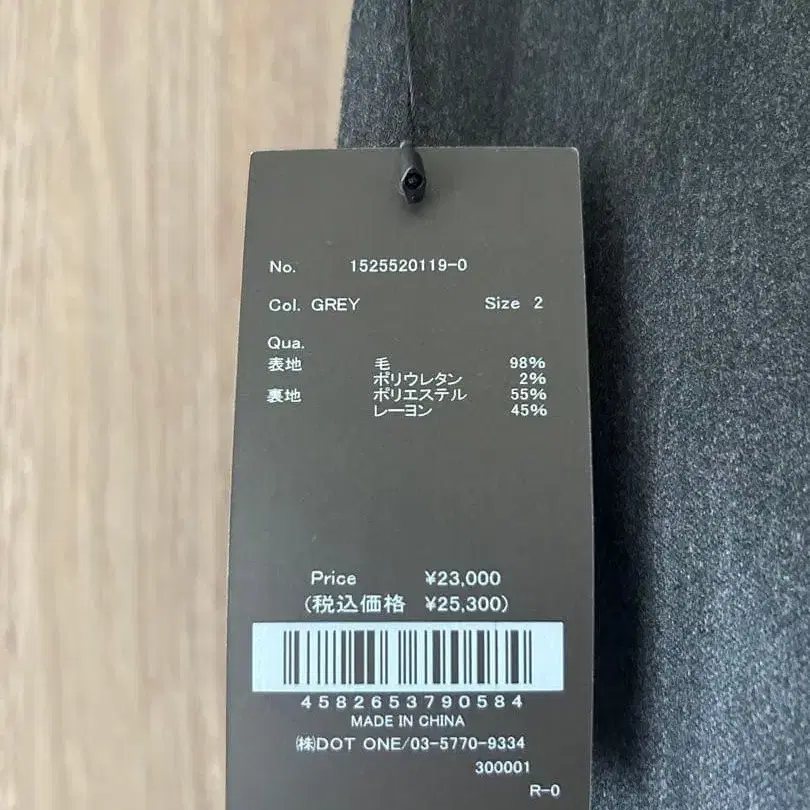 No. 1525520119-0
Col. GREY Size 2
Qua.
表地 毛 98%
ポリウレタン 2%
裏地 ポリエステル 55%
レーヨン 45%
Price ¥23,000
(税込価格 ¥25,300)
4582653790584
MADE IN CHINA
㈱DOT ONE/03-5770-9334
300001
R-0